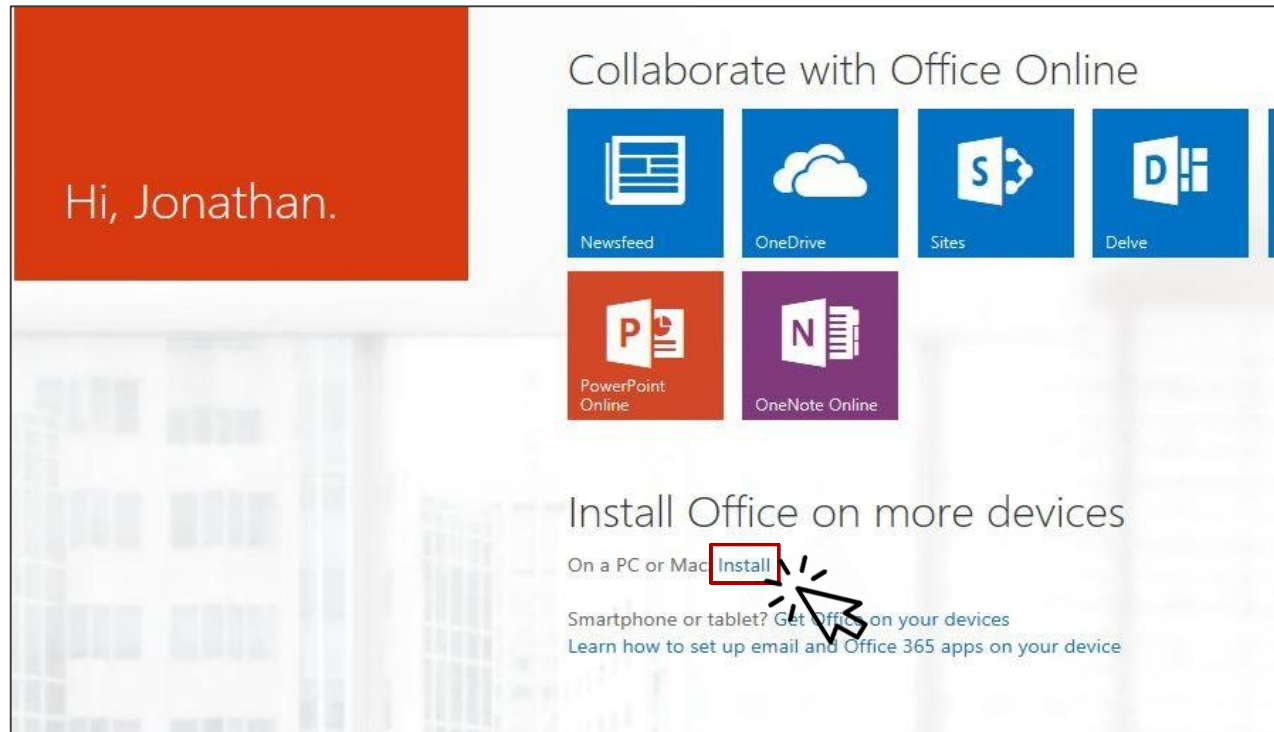 Hi, Jonathan.
Collaborate with Office Online
Newsfeed
OneDrive
S
Sites
D
Delve
P
PowerPoint
Online
N
OneNote Online
Install Office on more devices
On a PC or Mac: Install
Smartphone or tablet? Get Office on your devices
Learn how to set up email and Office 365 apps on your device